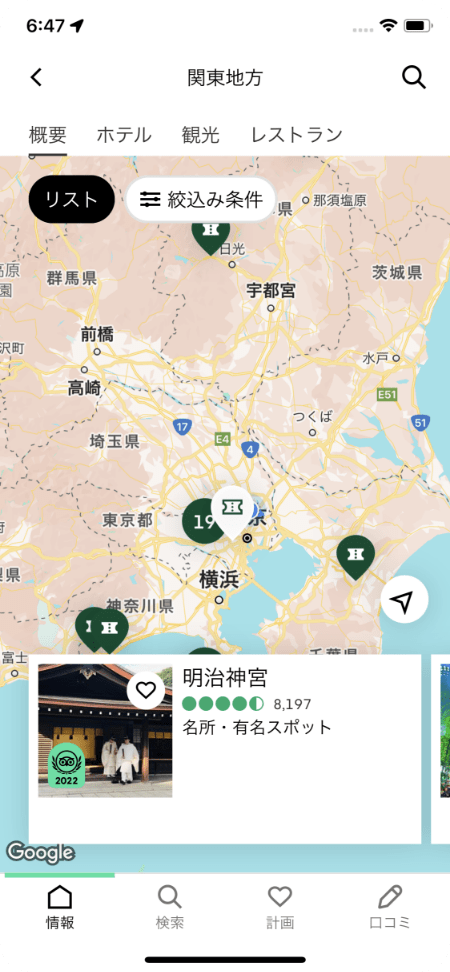 6:47
関東地方
概要 ホテル 観光 レストラン
リスト
絞込み条件
県
那須塩原
日光
群馬県
茨城県
宇都宮
前橋
沢町
水戸
高崎
E51
つくば
17
51
E4
埼玉県
4
東京都
19
京
横浜
神奈川県
千葉県
富士
明治神宮
8,197
名所・有名スポット
2022
Google
情報 検索 計画 口コミ